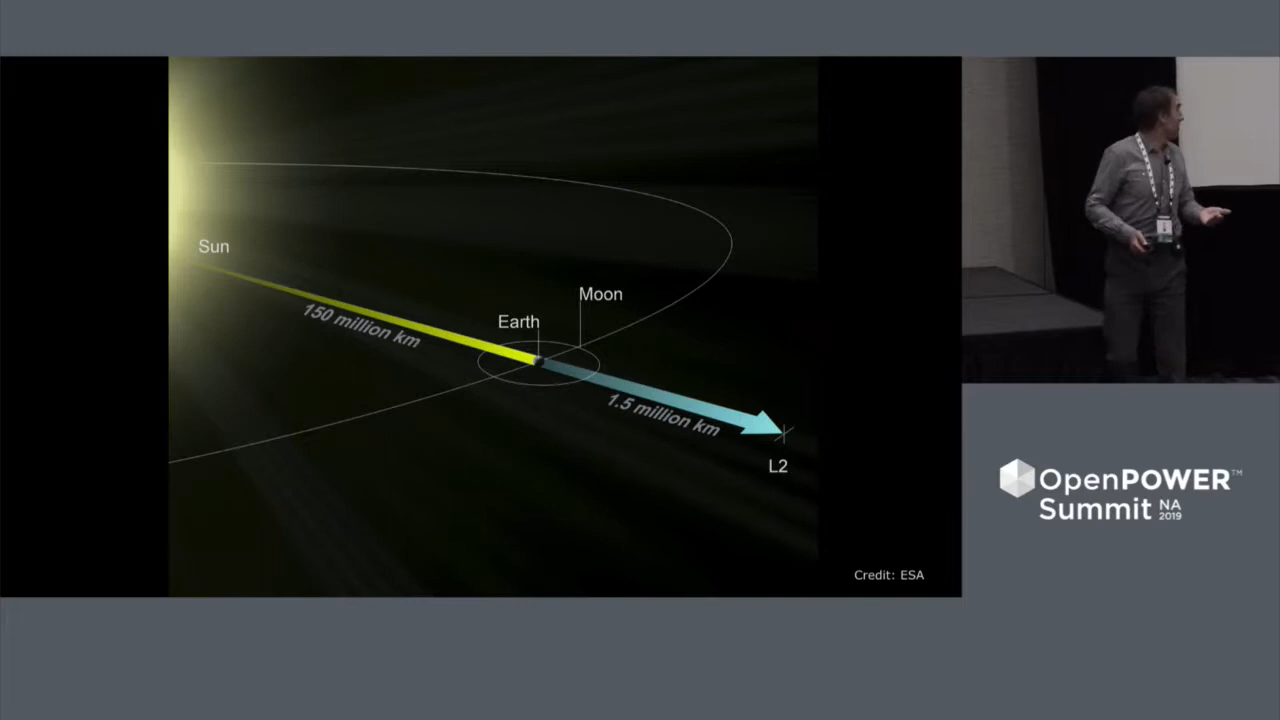 Sun
150 million km
Earth
Moon
1.5 million km
L2
Credit: ESA
OpenPOWER™
Summit NA
2019